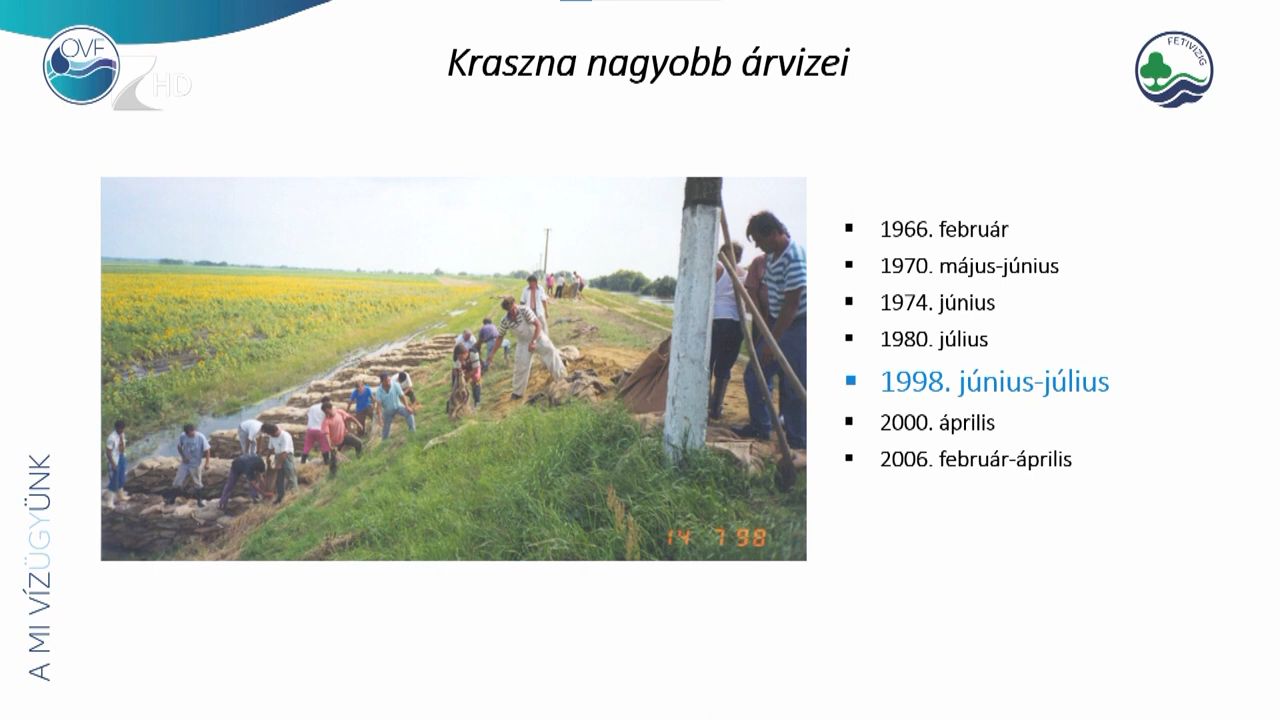 OVF
7 HD
Kraszna nagyobb árvizei
FETIVIZIG
1966. február
1970. május-június
1974. június
1980. július
1998. június-július
2000. április
2006. február-április
14 7 98
A MI VÍZÜGYÜNK